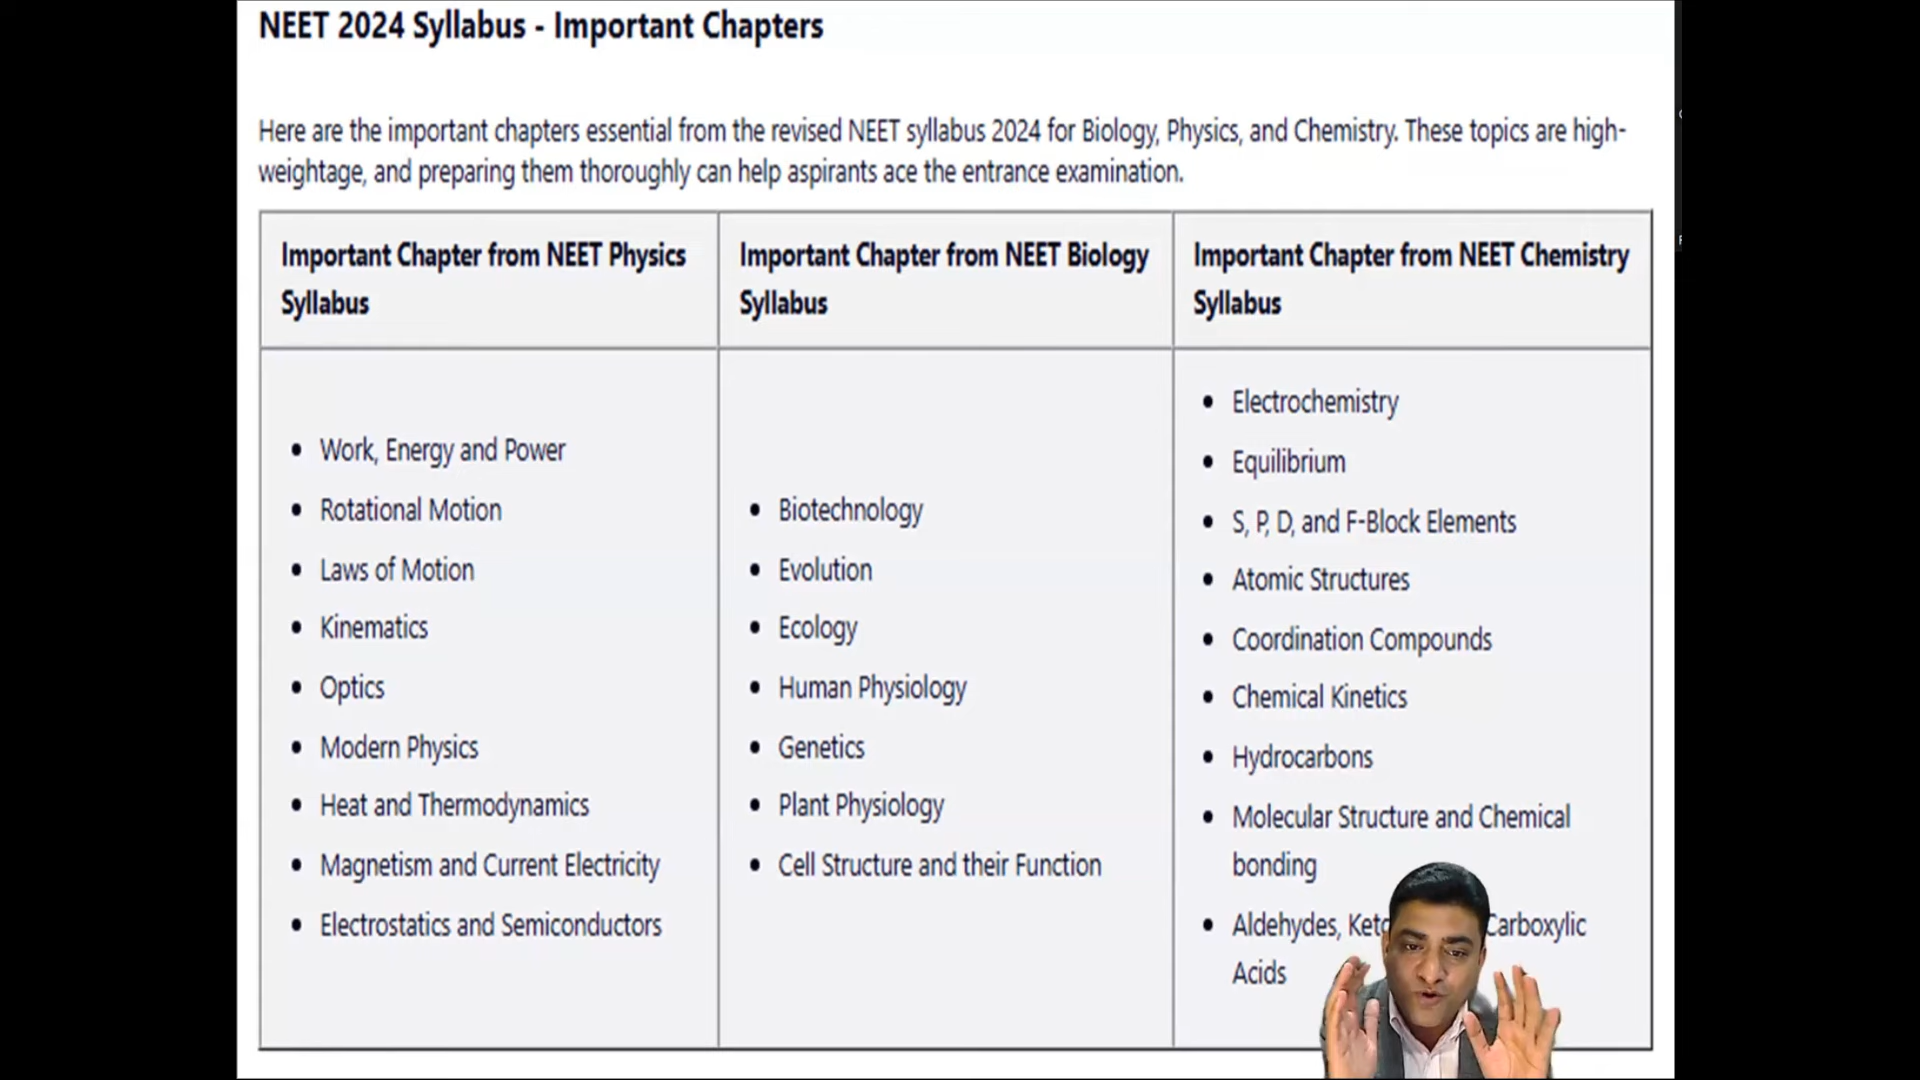 NEET 2024 Syllabus - Important Chapters
Here are the important chapters essential from the revised NEET syllabus 2024 for Biology, Physics, and Chemistry. These topics are high-
weightage, and preparing them thoroughly can help aspirants ace the entrance examination.
Important Chapter from NEET Physics
Syllabus
Important Chapter from NEET Biology
Syllabus
Important Chapter from NEET Chemistry
Syllabus
• Work, Energy and Power
• Rotational Motion
• Laws of Motion
• Kinematics
• Optics
• Modern Physics
• Heat and Thermodynamics
• Magnetism and Current Electricity
• Electrostatics and Semiconductors
• Biotechnology
• Evolution
• Ecology
• Human Physiology
• Genetics
• Plant Physiology
• Cell Structure and their Function
• Electrochemistry
• Equilibrium
• S, P, D, and F-Block Elements
• Atomic Structures
• Coordination Compounds
• Chemical Kinetics
• Hydrocarbons
• Molecular Structure and Chemical
bonding
• Aldehydes, Carboxylic
Acids